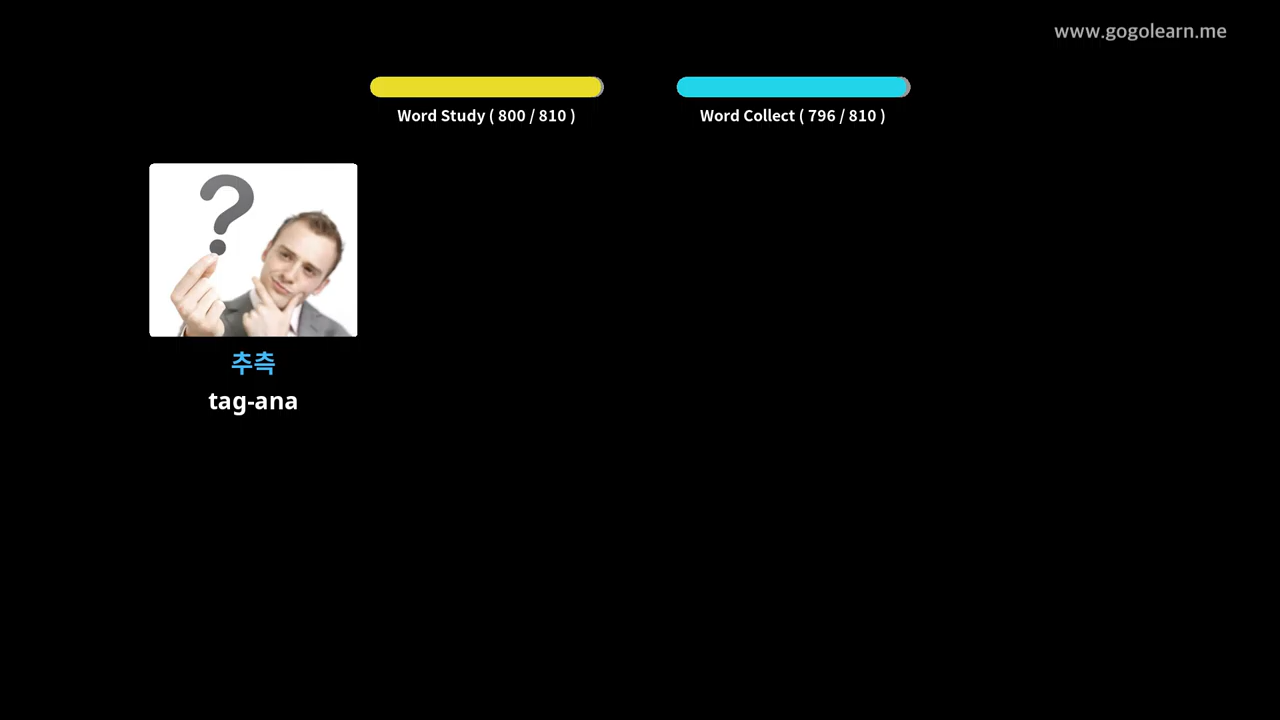 www.gogolearn.me
Word Study ( 800 / 810 )
Word Collect ( 796 / 810 )
?
추측
tag-ana